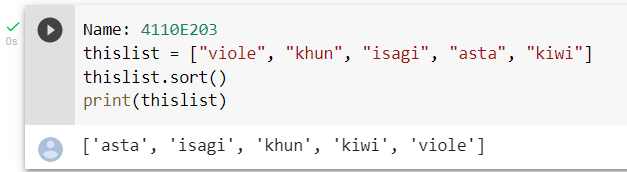 Name: 4110E203
thislist = ["viole", "khun", "isagi", "asta", "kiwi"]
thislist.sort()
print(thislist)
0s
['asta', 'isagi', 'khun', 'kiwi', 'viole']